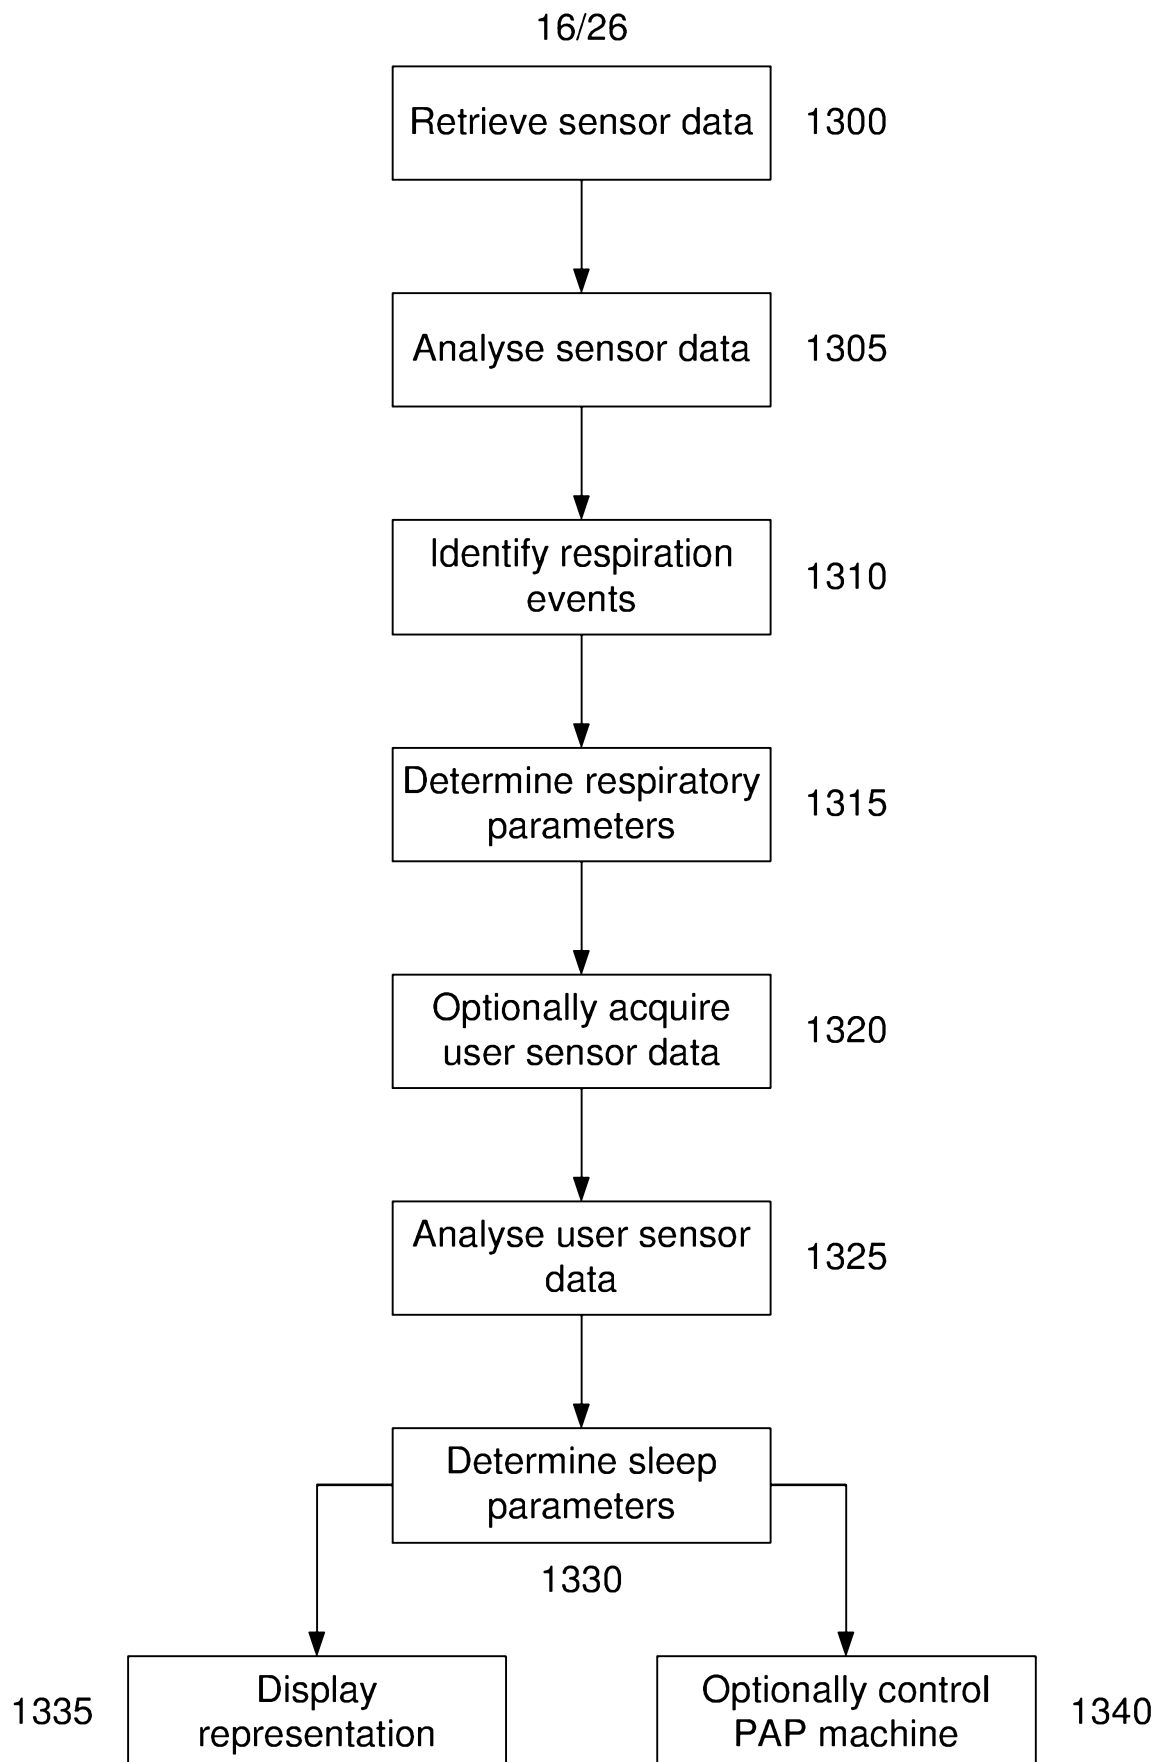 16/26
Retrieve sensor data
1300
Analyse sensor data
1305
Identify respiration
events
1310
Determine respiratory
parameters
1315
Optionally acquire
user sensor data
1320
Analyse user sensor
data
1325
Determine sleep
parameters
1330
1335
Display
representation
Optionally control
PAP machine
1340